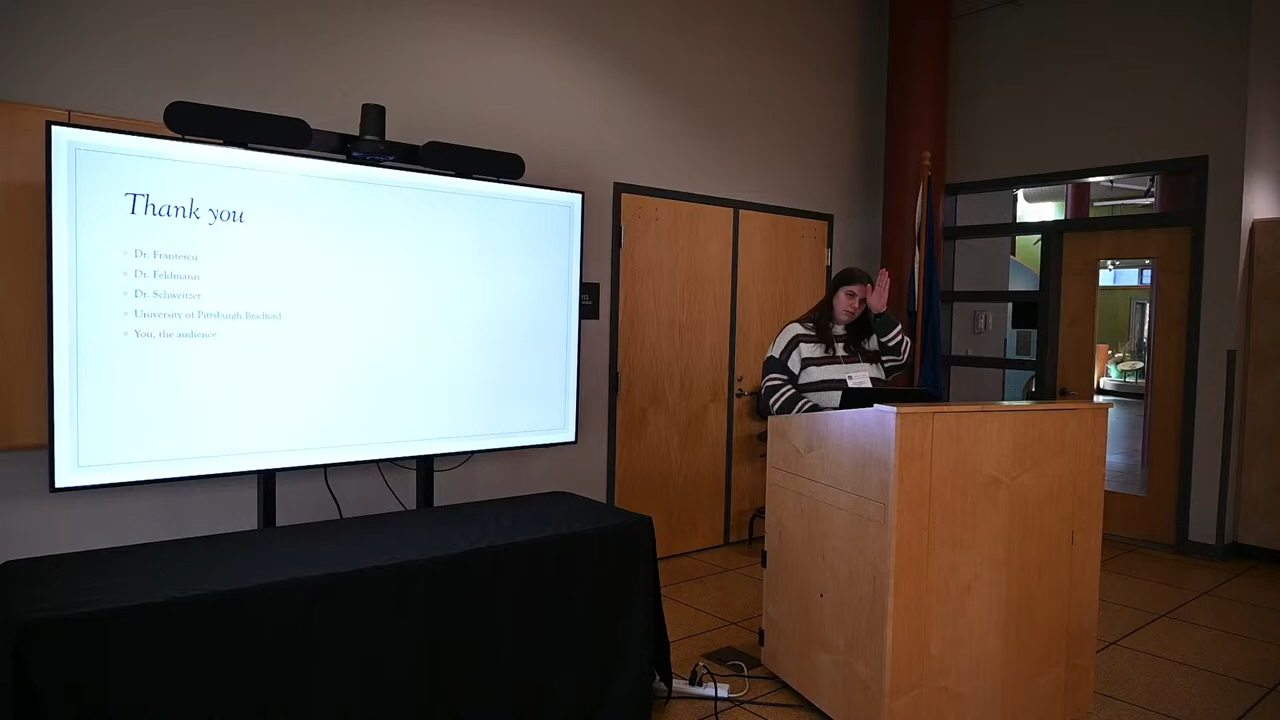 Thank you
Dr. Frantescu
Dr. Feldmann
Dr. Schweitzer
University of Pittsburgh Bradford
You, the audience